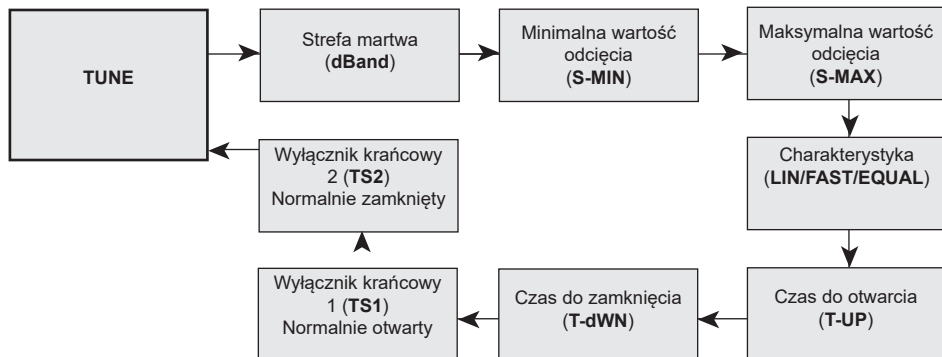 TUNE
Strefa martwa
(dBand)
Minimalna wartość
odcięcia
(S-MIN)
Maksymalna wartość
odcięcia
(S-MAX)
Charakterystyka
(LIN/FAST/EQUAL)
Czas do otwarcia
(T-UP)
Czas do zamknięcia
(T-dWN)
Wyłącznik krańcowy
1 (TS1)
Normalnie otwarty
Wyłącznik krańcowy
2 (TS2)
Normalnie zamknięty